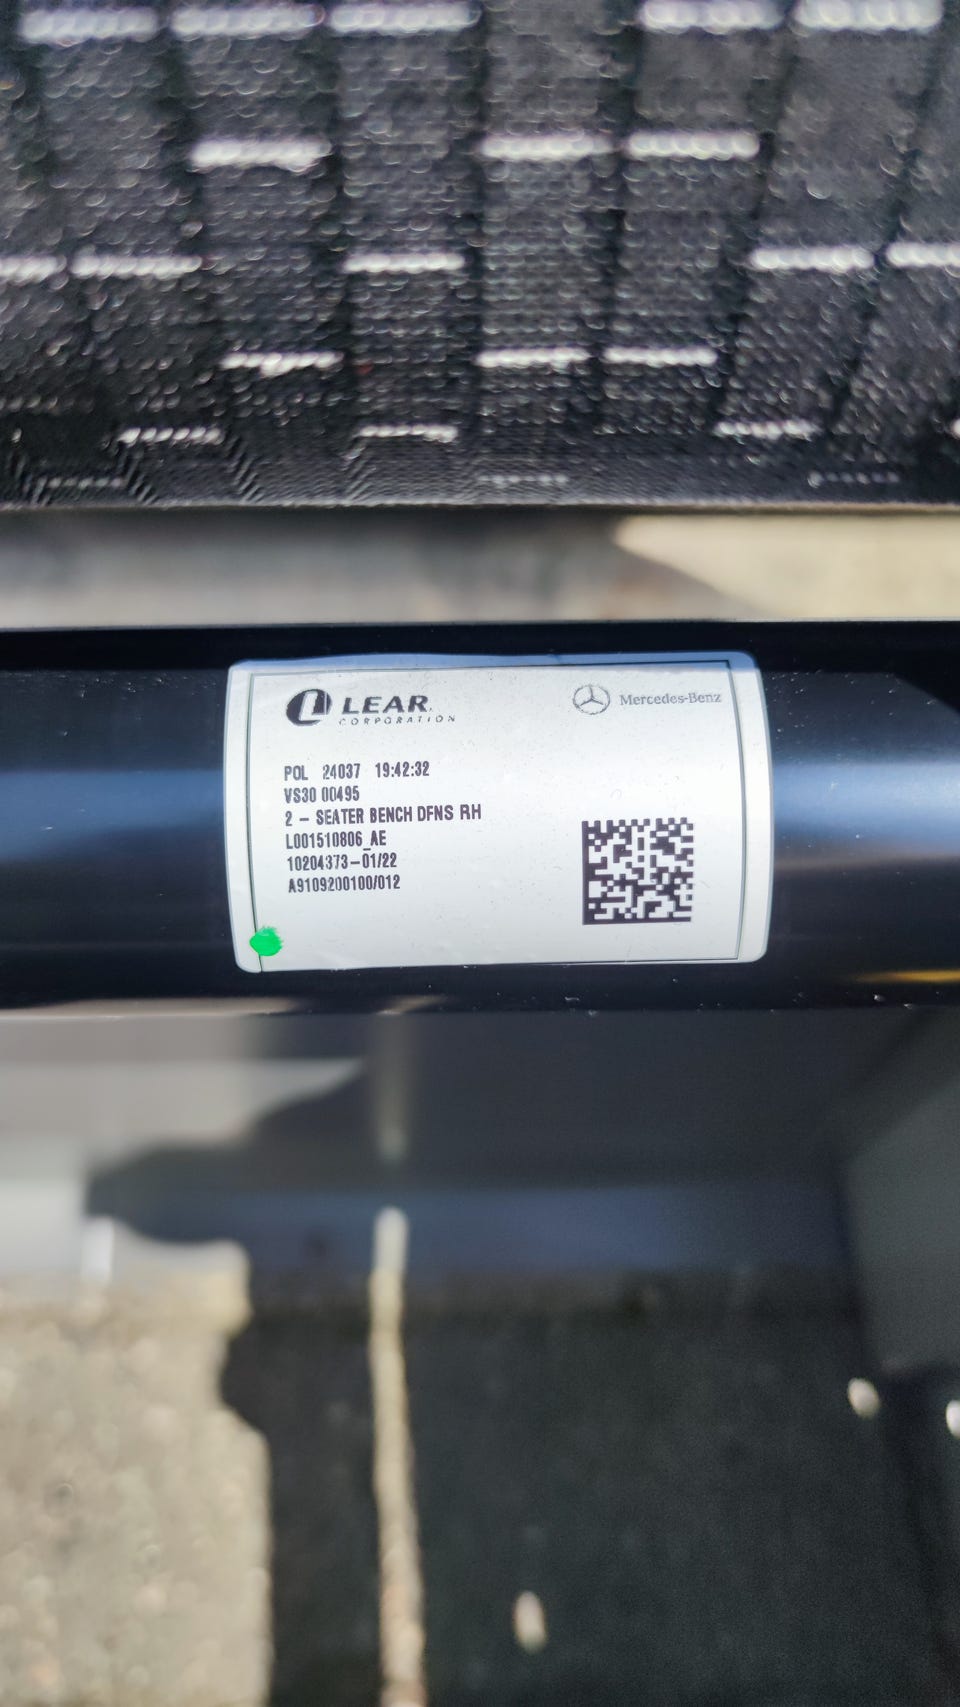 LEAR.
CORPORATION
Mercedes-Benz
POL 24037 19:42:32
VS30 00495
2 - SEATER BENCH DFNS RH
L001510806_AE
10204373-01/22
A9109200100/012